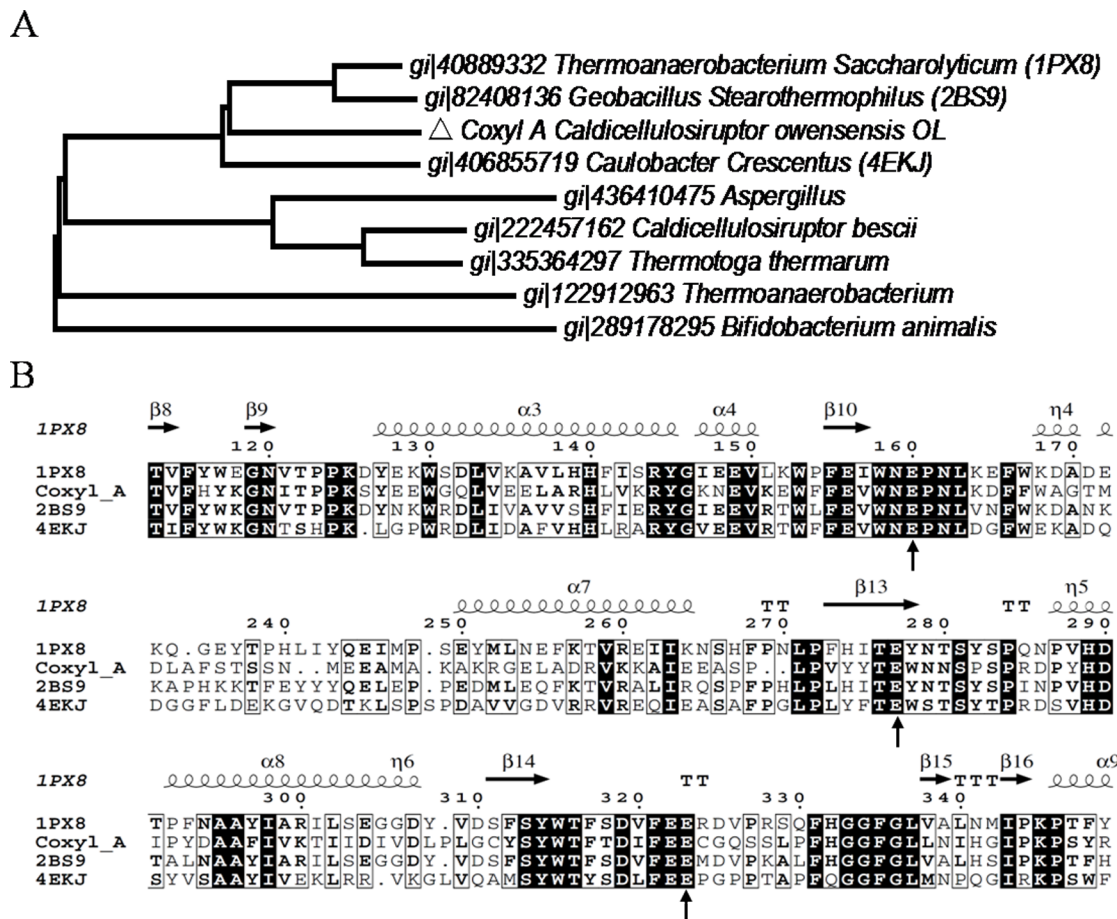 A
gi|40889332 Thermoanaerobacterium Saccharolyticum (1PX8)
gi|82408136 Geobacillus Stearothermophilus (2BS9)
△ Coxyl A Caldicellulosiruptor owensensis OL
gi|406855719 Caulobacter Crescentus (4EKJ)
gi|436410475 Aspergillus
gi|222457162 Caldicellulosiruptor bescii
gi|335364297 Thermotoga thermarum
gi|122912963 Thermoanaerobacterium
gi|289178295 Bifidobacterium animalis
B
β8 β9 α3 α4 β10 η4
1PX8
120 130 140 150 160 170
1PX8 TVFYWEGNVTPPKDYEKWSDLVKAVLHHFISRYGIEEVLKWPFEIWNEPNLKEFWKDADE
Coxyl_A TVFHYKGNITPPKSYEEWGQLVEELARHLVKRYGKNEVKEWFFEVWNEPNLKDFFWAGTM
2BS9 TVFYWKGNVTPPKDYNKWRDLIVAVVSHFIERYGIEEVRTWLFEVWNEPNLVNFWKDANK
4EKJ TIFYWKGNTSHPK.LGPWRDLIDAFVHHLRARYGVEEVRTWFFEVWNEPNLDGFWEKADQ
α7 β13 η5
1PX8 TT TT
240 250 260 270 280 290
1PX8 KQ.GEYTPHLIYQEIMP.SEYMLNEFKTVREIIKNSHFPNLPFHITEYNTSYSPQNPVHD
Coxyl_A DLAFSTSSN..MEEAMA.KAKRGELADRVKKAIEEASP.LPVYYTEWNNSPSPRDPYHD
2BS9 KAPHKKTFEYYYQELEP.PEDMLEQFKTVRALIRQSPFPHLPLHITEYNTSYSPINPVHD
4EKJ DGGFLDEKGVQDTKLSPSPDAVVGDVRRVREQIEASAFPGLPLYFTEWSTSYTPRDSVHD
α8 η6 β14 β15 β16 α9
1PX8 TT TTT
300 310 320 330 340
1PX8 TPFNAAYIARILSEGGDY.VDSFSYWTFSDVFEERDVPRSQFHGGFGLVALNMIPKPTFY
Coxyl_A IPYDAAFIVKTIIDIVDLPLGCYSYWTFTDIFEECGQSSLPFHGGFGLLNIHGIPKPSYR
2BS9 TALNAAYIARILSEGGDY.VDSFSYWTFSDVFEEMDVPKALFHGGFGLVALHSIPKPTFH
4EKJ SYVSAAYIVEKLRR.VKGLVQAMSYWTYSDLFEEPGPPTAPFQGGFGLMNPQGIRKPSWF